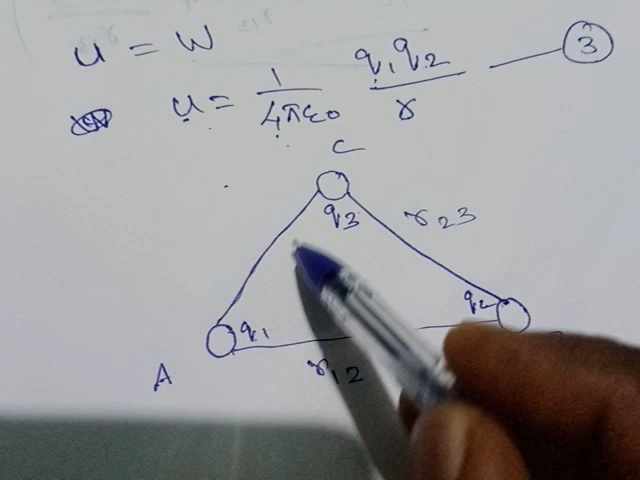 u = W
u = 1/4πε0 q1q2/r — 3
C
q3 r23
q1 q2
A r12